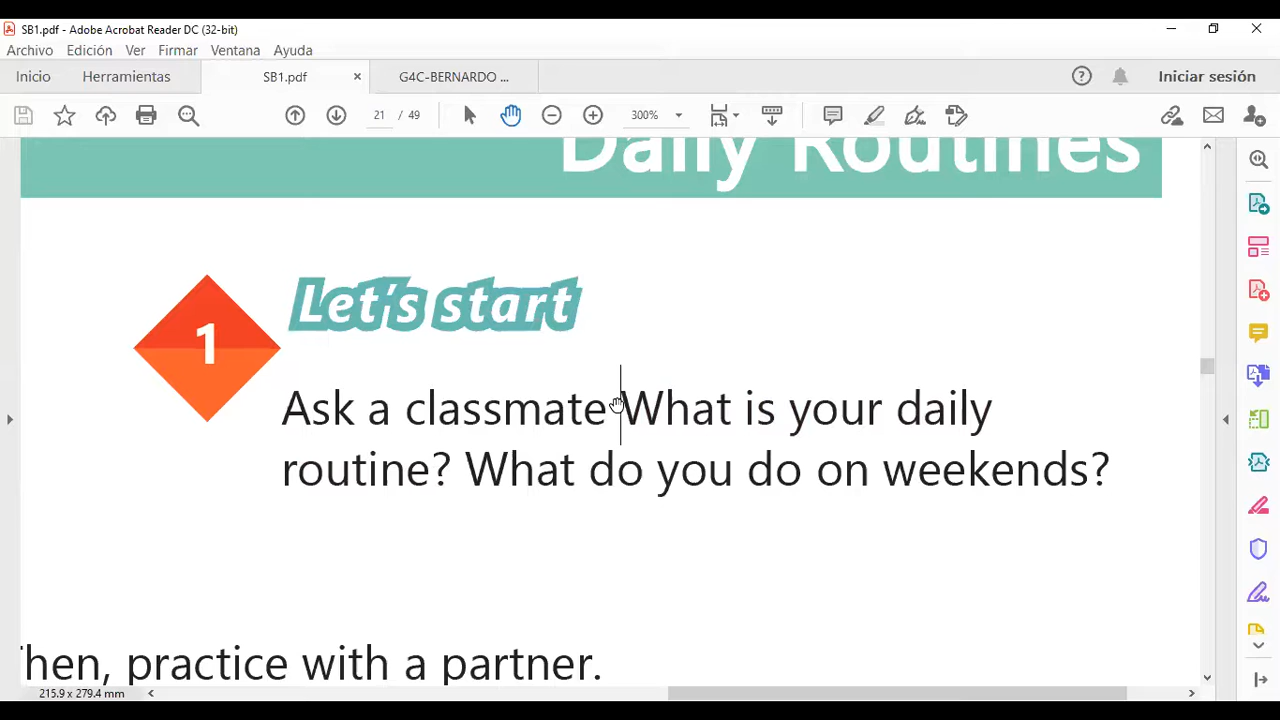 SB1.pdf - Adobe Acrobat Reader DC (32-bit)
Archivo Edición Ver Firmar Ventana Ayuda
Inicio Herramientas SB1.pdf × G4C-BERNARDO ... Iniciar sesión
21 / 49 300%
Daily Routines
Let's start
1
Ask a classmate What is your daily
routine? What do you do on weekends?
hen, practice with a partner.
215.9 x 279.4 mm